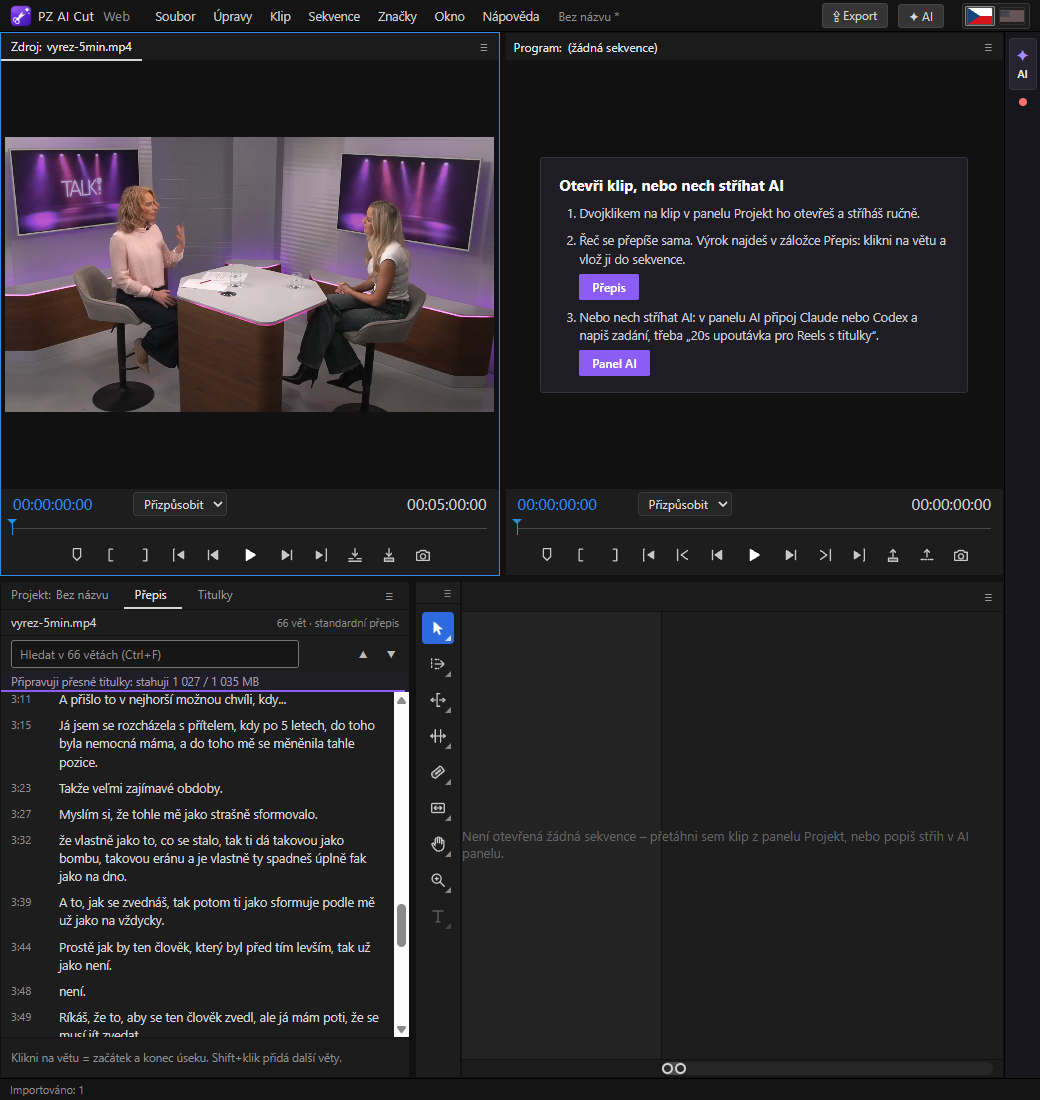 PZ AI Cut Web Soubor Úpravy Klip Sekvence Značky Okno Nápověda Bez názvu * Export AI
Zdroj: vyrez-5min.mp4
Program: (žádná sekvence)
AI
TALK!
Otevři klip, nebo nech stříhat AI
1. Dvojklikem na klip v panelu Projekt ho otevřeš a stříháš ručně.
2. Řeč se přepíše sama. Výrok najdeš v záložce Přepis: klikni na větu a
vlož ji do sekvence.
Přepis
3. Nebo nech stříhat AI: v panelu AI připoj Claude nebo Codex a
napiš zadání, třeba „20s upoutávka pro Reels s titulky“.
Panel AI
00:00:00:00 Přizpůsobit 00:05:00:00
00:00:00:00 Přizpůsobit 00:00:00:00
Projekt: Bez názvu Přepis Titulky
vyrez-5min.mp4 66 vět · standardní přepis
Hledat v 66 větách (Ctrl+F)
Připravuji přesné titulky: stahuji 1 027 / 1 035 MB
3:11 A přišlo to v nejhorší možnou chvíli, kdy...
3:15 Já jsem se rozcházela s přítelem, kdy po 5 letech, do toho
byla nemocná máma, a do toho mě se měněnila tahle
pozice.
3:23 Takže veľmi zajímavé obdoby.
3:27 Myslím si, že tohle mě jako strašně sformovalo.
3:32 že vlastně jako to, co se stalo, tak ti dá takovou jako
bombu, takovou eránu a je vlastně ty spadneš úplně fak
jako na dno.
3:39 A to, jak se zvednáš, tak potom ti jako sformuje podle mě
už jako na vždycky.
3:44 Prostě jak by ten člověk, který byl před tím levším, tak už
jako není.
3:48 není.
3:49 Ríkáš, že to, aby se ten člověk zvedl, ale já mám poti, že se
musí jít zvedat
Klikni na větu = začátek a konec úseku. Shift+klik přidá další věty.
Není otevřená žádná sekvence – přetáhni sem klip z panelu Projekt, nebo popiš střih v AI
panelu.
Importováno: 1